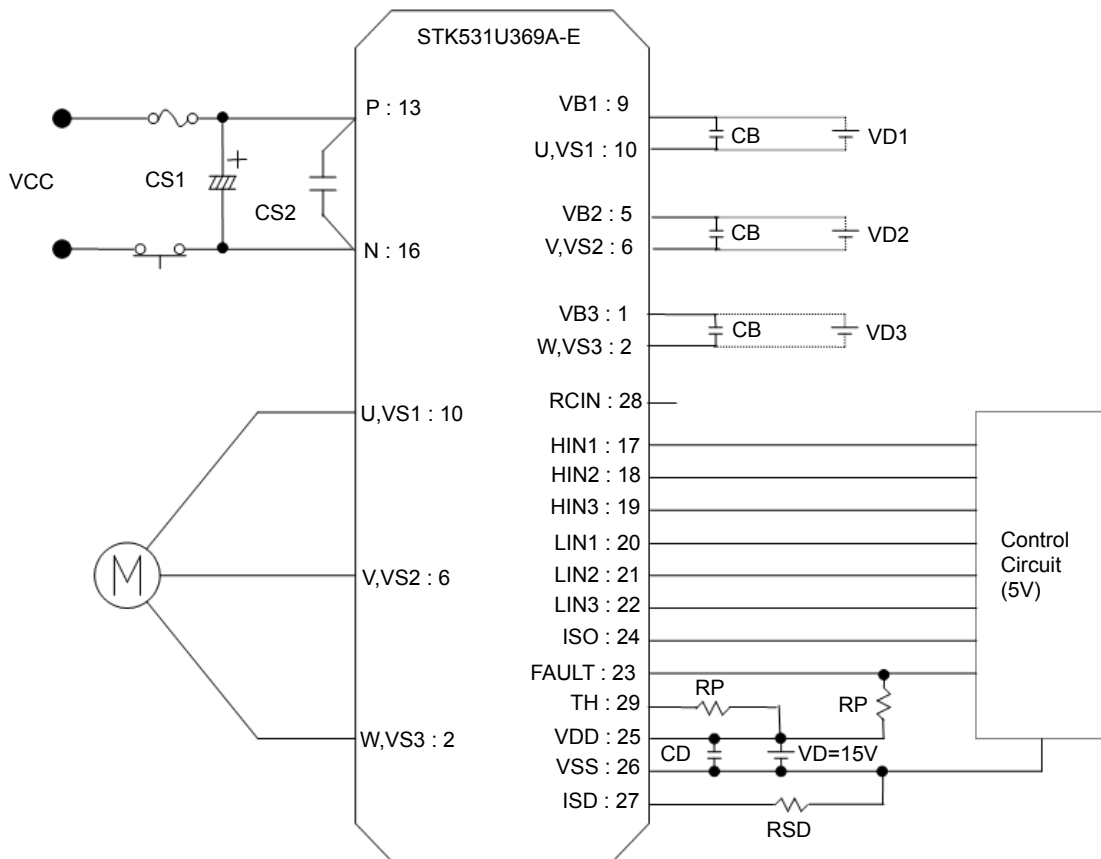 STK531U369A-E
P : 13
VB1 : 9
CB
VD1
U,VS1 : 10
VCC
CS1
+
CS2
VB2 : 5
CB
VD2
V,VS2 : 6
N : 16
VB3 : 1
CB
VD3
W,VS3 : 2
RCIN : 28
U,VS1 : 10
HIN1 : 17
HIN2 : 18
HIN3 : 19
LIN1 : 20
Control
Circuit
(5V)
M
V,VS2 : 6
LIN2 : 21
LIN3 : 22
ISO : 24
FAULT : 23
RP
TH : 29
RP
W,VS3 : 2
VDD : 25
CD
VD=15V
VSS : 26
ISD : 27
RSD